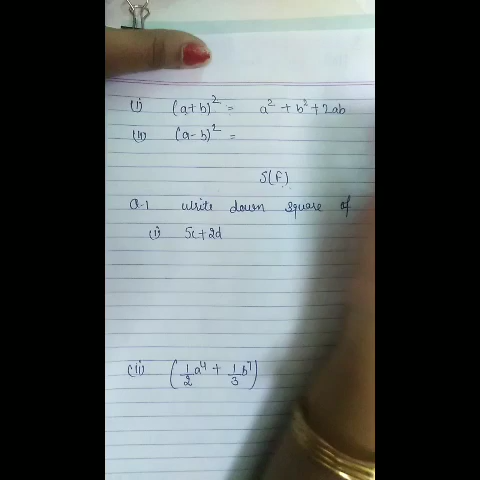 (i) (a+b)² = a² + b² + 2ab
(ii) (a-b)² =
5(F)
Q.1 write down square of
(i) 5c+2d
(ii) (1/2 a⁴ + 1/3 b⁷)